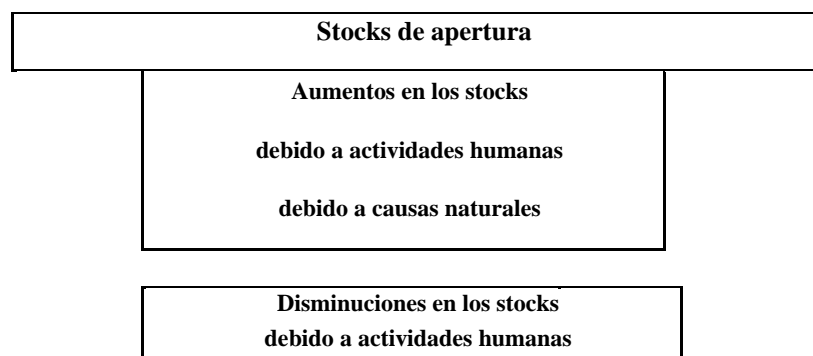 Stocks de apertura
Aumentos en los stocks
debido a actividades humanas
debido a causas naturales
Disminuciones en los stocks
debido a actividades humanas